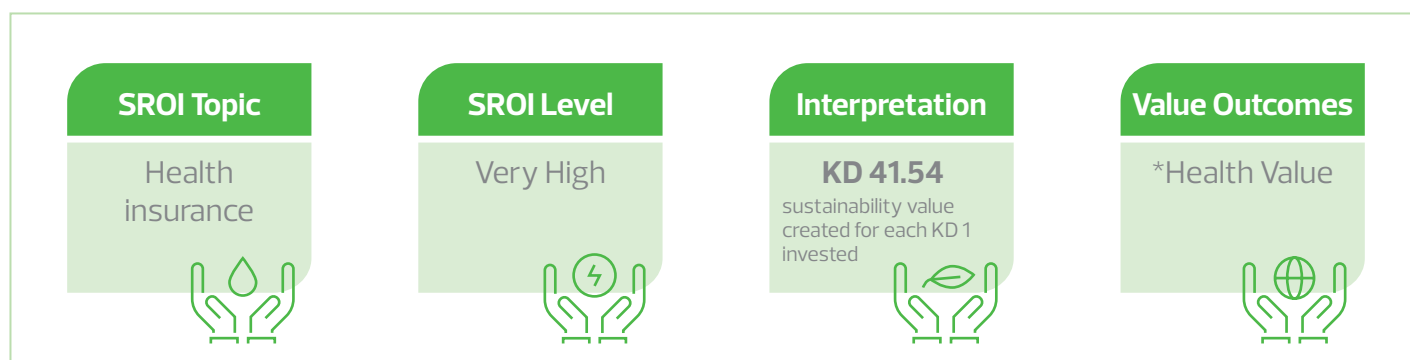 SROI Topic
Health
insurance
SROI Level
Very High
Interpretation
KD 41.54
sustainability value
created for each KD 1
invested
Value Outcomes
*Health Value